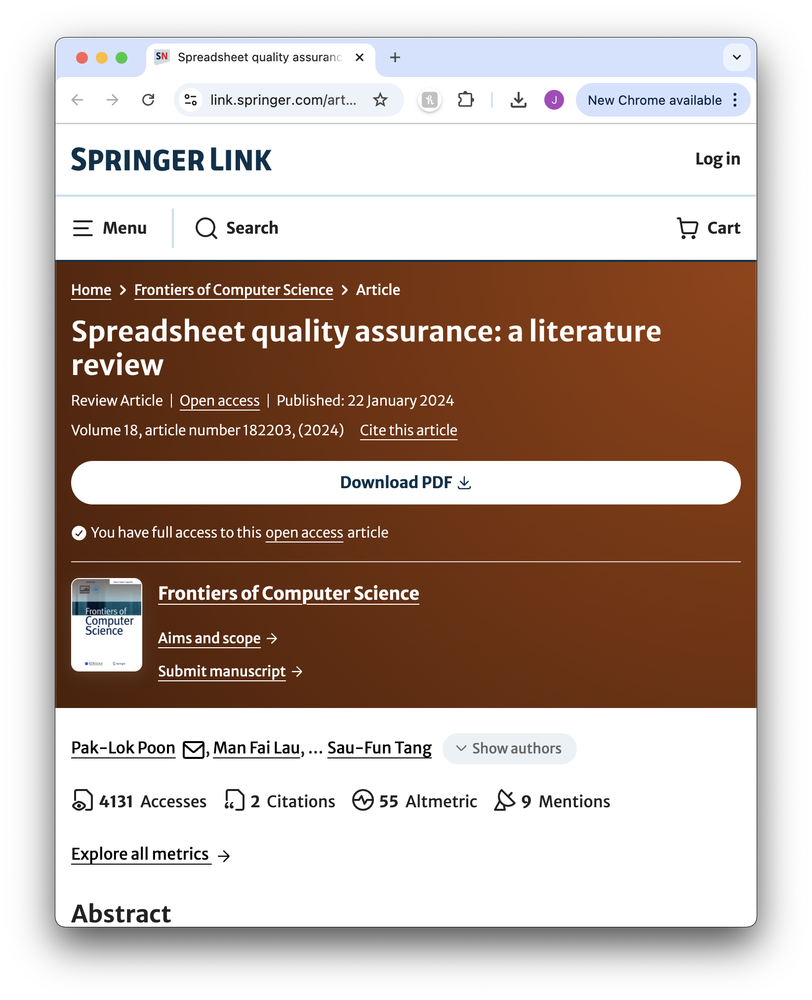 SN Spreadsheet quality assuranc
link.springer.com/art...
J
New Chrome available
SPRINGER LINK
Log in
Menu
Search
Cart
Home > Frontiers of Computer Science > Article
Spreadsheet quality assurance: a literature
review
Review Article | Open access | Published: 22 January 2024
Volume 18, article number 182203, (2024) Cite this article
Download PDF
You have full access to this open access article
Frontiers of
Computer
Science
Springer
Frontiers of Computer Science
Aims and scope →
Submit manuscript →
Pak-Lok Poon, Man Fai Lau, ... Sau-Fun Tang
Show authors
4131 Accesses 2 Citations 55 Altmetric 9 Mentions
Explore all metrics →
Abstract